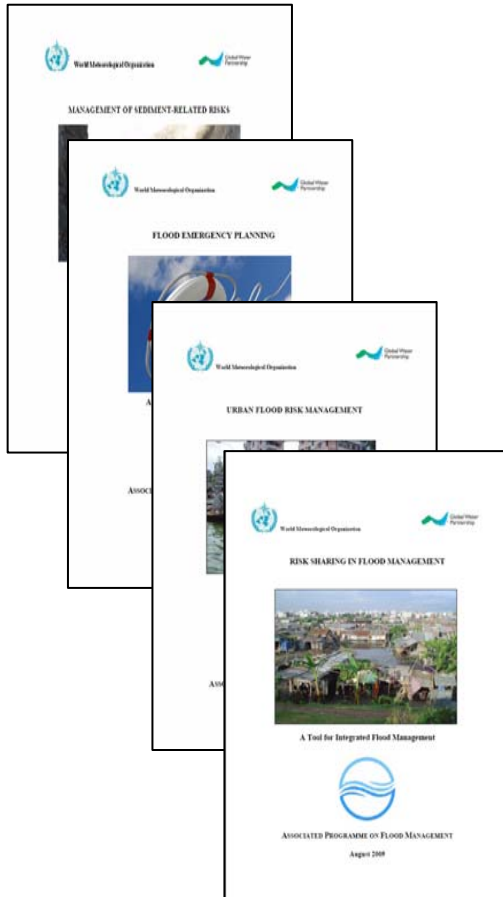 World Meteorological Organization
Global Water
Partnership
MANAGEMENT OF SEDIMENT-RELATED RISKS
World Meteorological Organization
Global Water
Partnership
FLOOD EMERGENCY PLANNING
A
ASSOCI
World Meteorological Organization
Global Water
Partnership
URBAN FLOOD RISK MANAGEMENT
ASSO
World Meteorological Organization
Global Water
Partnership
RISK SHARING IN FLOOD MANAGEMENT
A Tool for Integrated Flood Management
ASSOCIATED PROGRAMME ON FLOOD MANAGEMENT
August 2009